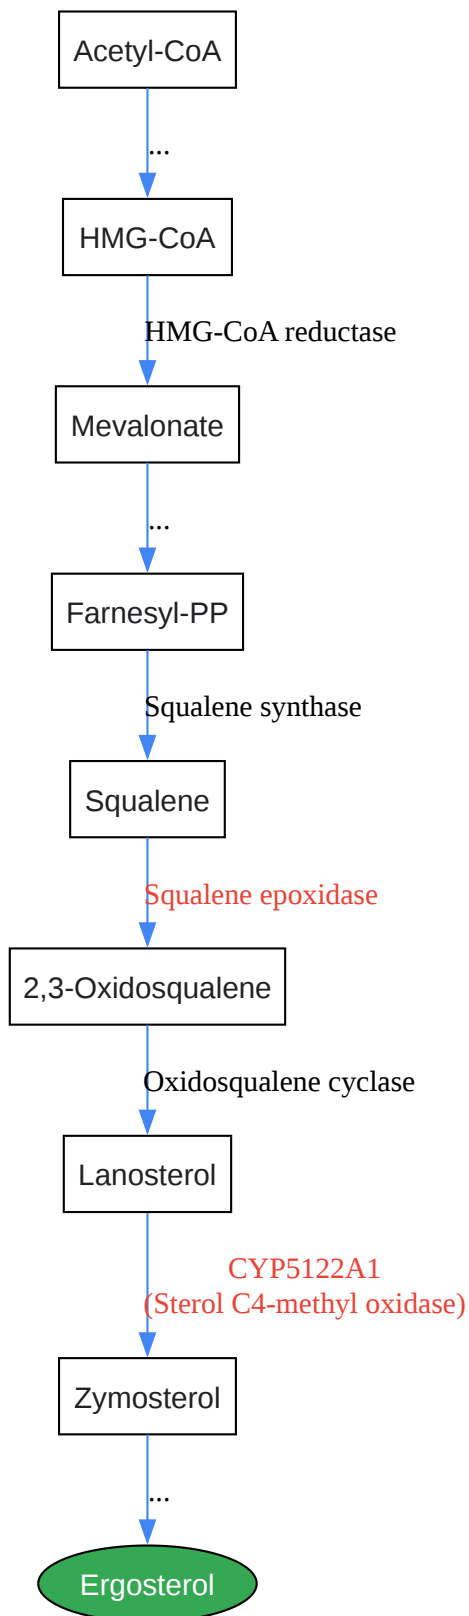 Acetyl-CoA
...
HMG-CoA
HMG-CoA reductase
Mevalonate
...
Farnesyl-PP
Squalene synthase
Squalene
Squalene epoxidase
2,3-Oxidosqualene
Oxidosqualene cyclase
Lanosterol
CYP5122A1
(Sterol C4-methyl oxidase)
Zymosterol
...
Ergosterol